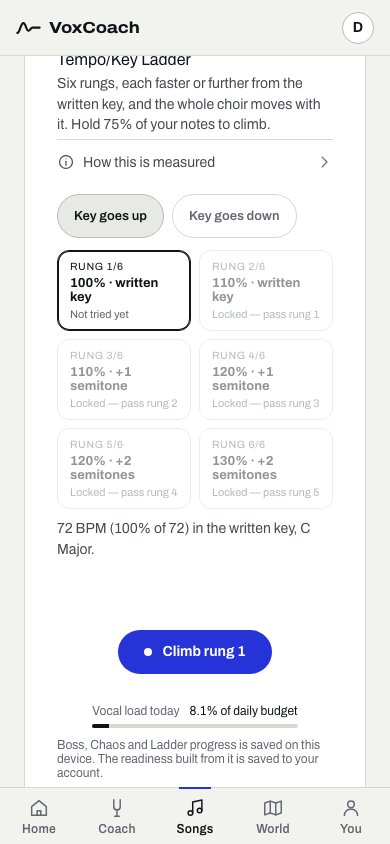 VoxCoach
D
Tempo/Key Ladder
Six rungs, each faster or further from the
written key, and the whole choir moves with
it. Hold 75% of your notes to climb.
How this is measured
Key goes up
Key goes down
RUNG 1/6
100% · written
key
Not tried yet
RUNG 2/6
110% · written
key
Locked — pass rung 1
RUNG 3/6
110% · +1
semitone
Locked — pass rung 2
RUNG 4/6
120% · +1
semitone
Locked — pass rung 3
RUNG 5/6
120% · +2
semitones
Locked — pass rung 4
RUNG 6/6
130% · +2
semitones
Locked — pass rung 5
72 BPM (100% of 72) in the written key, C
Major.
Climb rung 1
Vocal load today 8.1% of daily budget
Boss, Chaos and Ladder progress is saved on this
device. The readiness built from it is saved to your
account.
Home
Coach
Songs
World
You